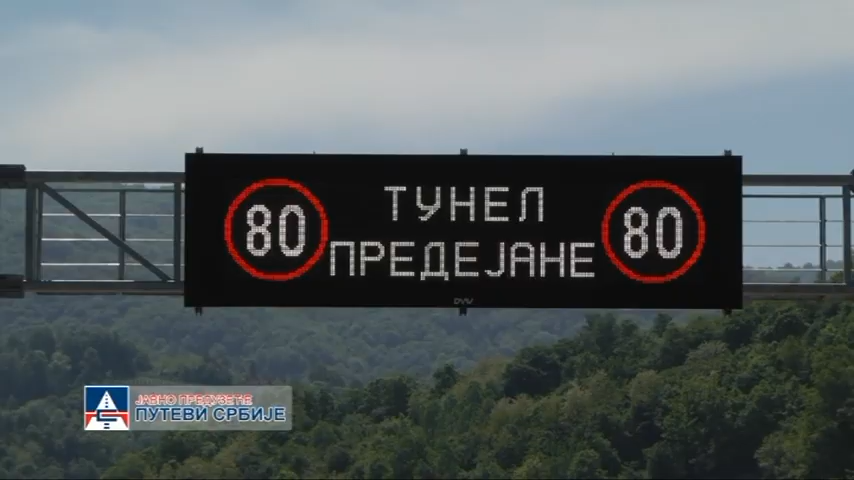 80
ТУНЕЛ
ПРЕДЕЈАНЕ
80
ЈАВНО ПРЕДУЗЕЋЕ
ПУТЕВИ СРБИЈЕ